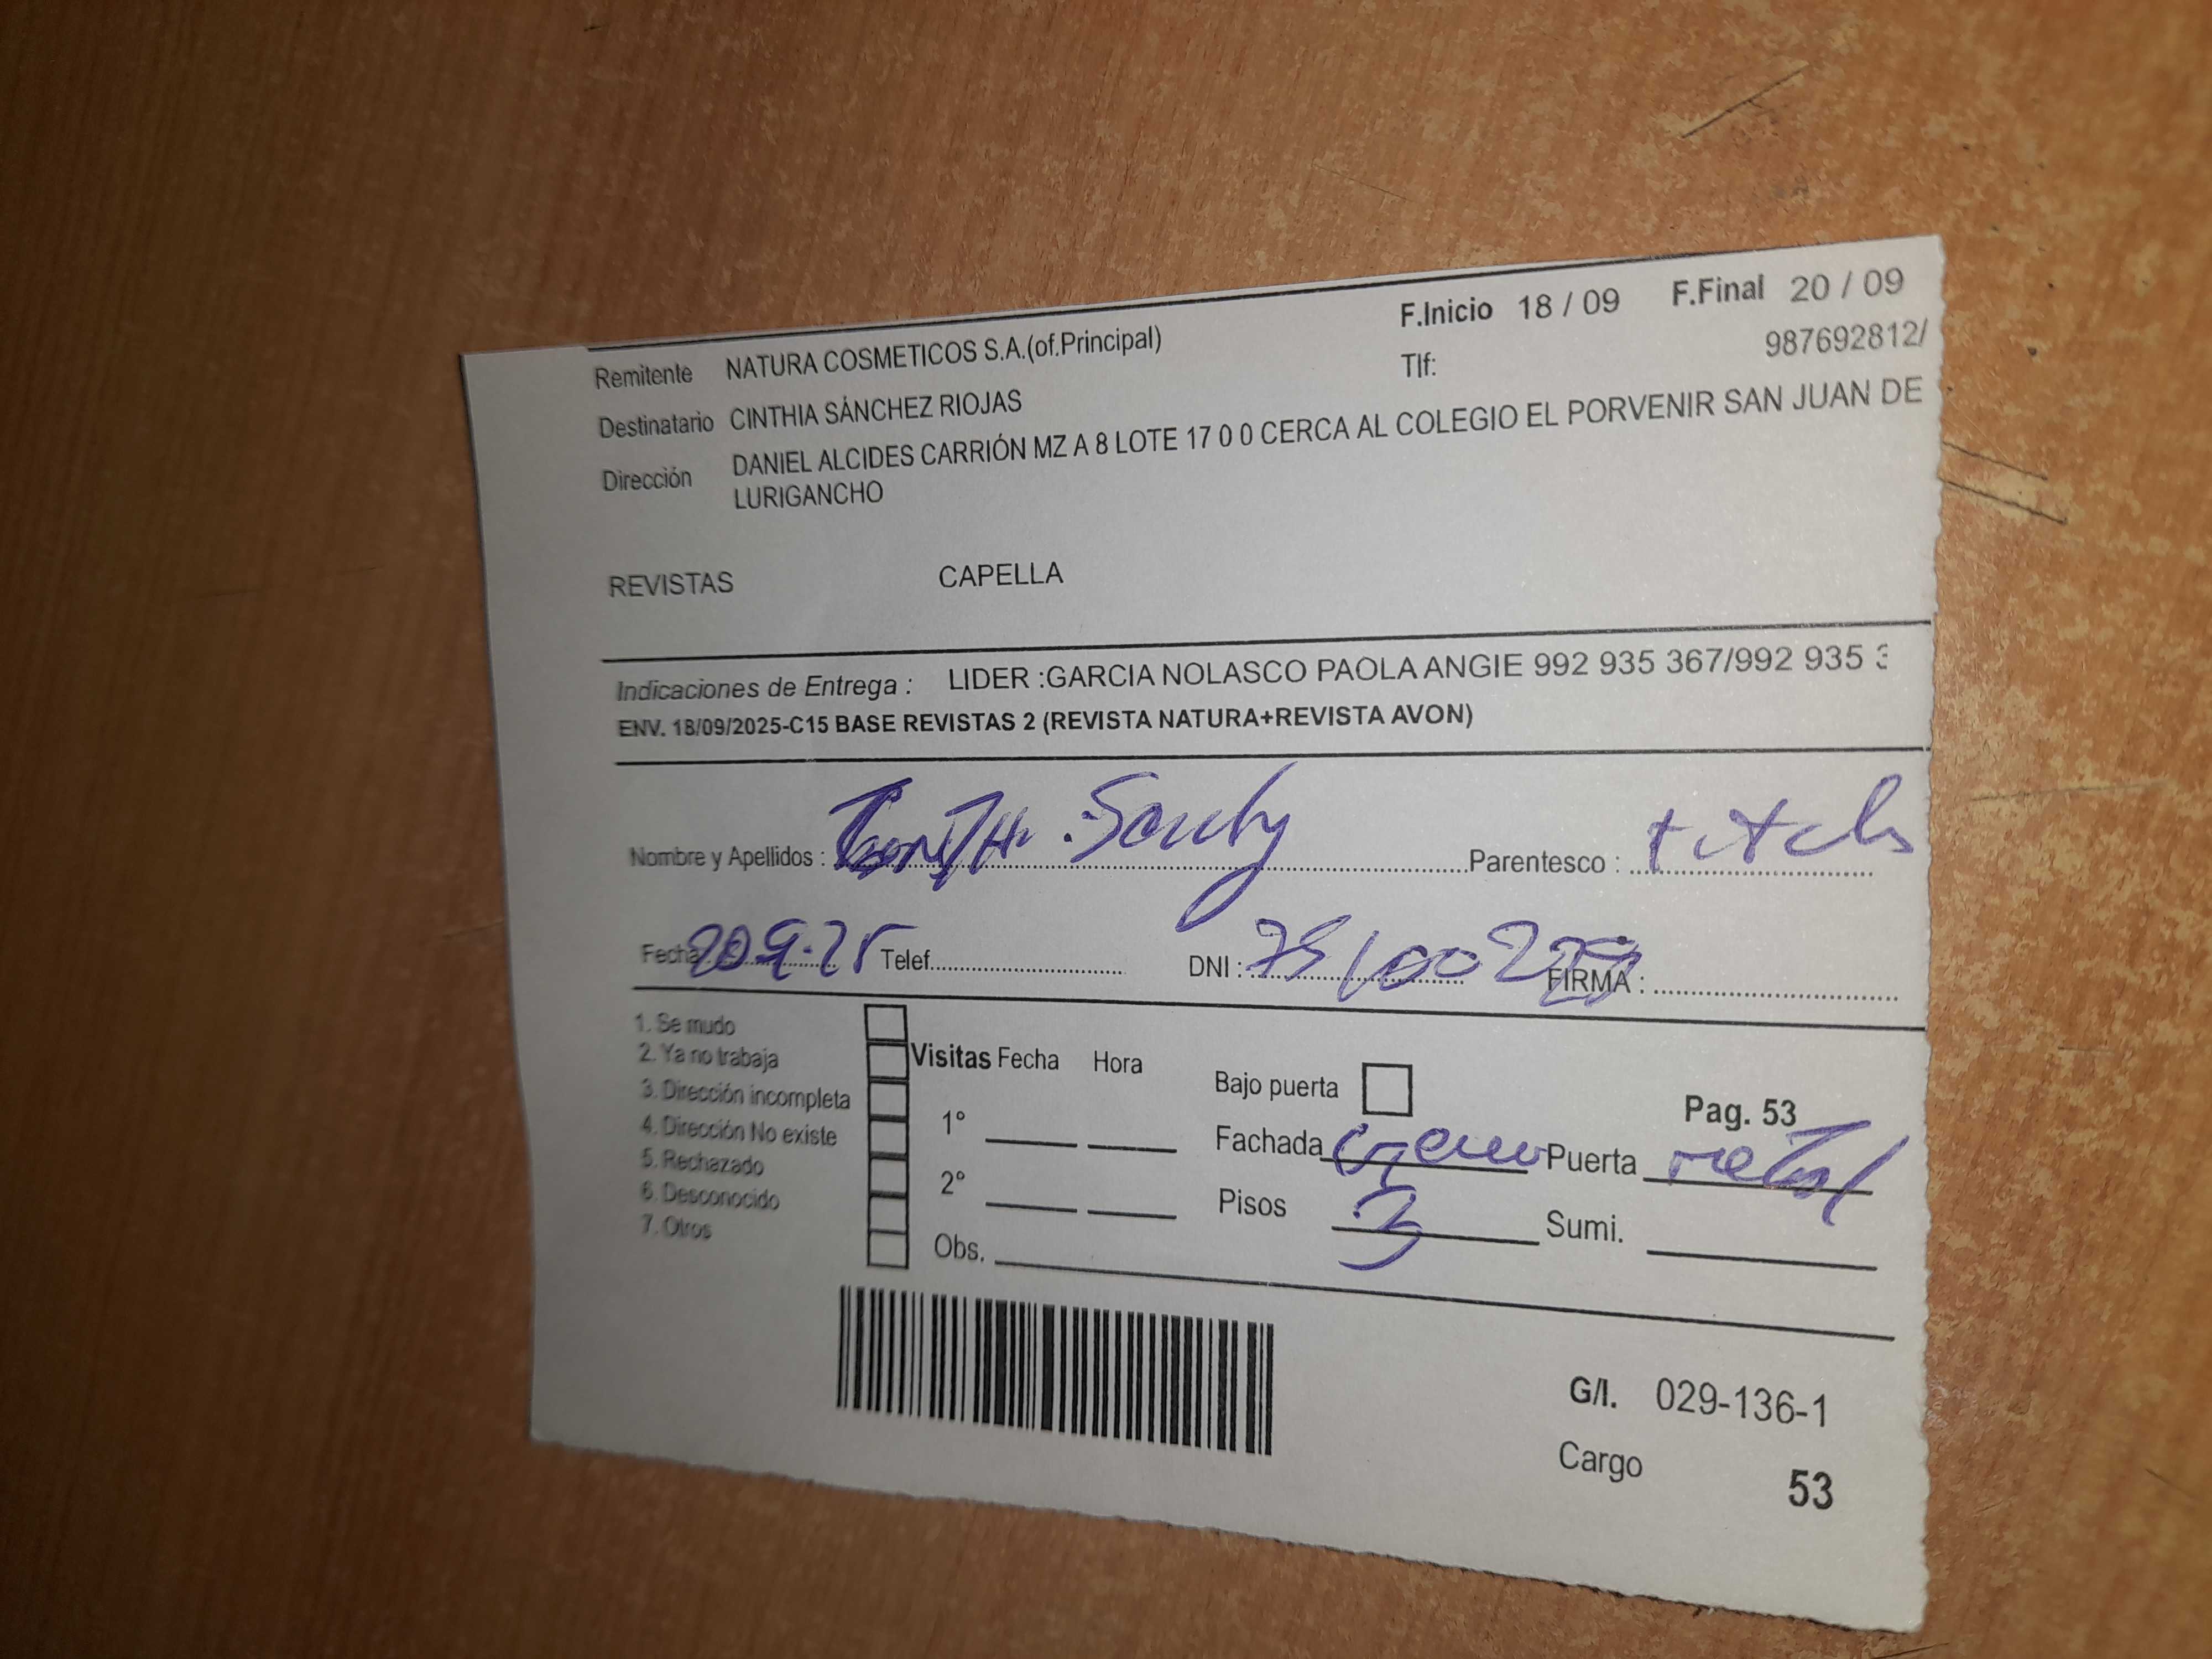 F.Inicio 18 / 09 F.Final 20 / 09
Remitente NATURA COSMETICOS S.A.(of.Principal) Tlf: 987692812/
Destinatario CINTHIA SÁNCHEZ RIOJAS
Dirección DANIEL ALCIDES CARRIÓN MZ A 8 LOTE 17 0 0 CERCA AL COLEGIO EL PORVENIR SAN JUAN DE
LURIGANCHO
REVISTAS CAPELLA
Indicaciones de Entrega : LIDER :GARCIA NOLASCO PAOLA ANGIE 992 935 367/992 935 3
ENV. 18/09/2025-C15 BASE REVISTAS 2 (REVISTA NATURA+REVISTA AVON)
Nombre y Apellidos : Parentesco :
Fecha 20 9-25 Telef. DNI : FIRMA :
1. Se mudo
2. Ya no trabaja
3. Dirección incompleta
4. Dirección No existe
5. Rechazado
6. Desconocido
7. Otros
Visitas Fecha Hora
1°
2°
Obs.
Bajo puerta
Pag. 53
Fachada Puerta metal
Pisos 3 Sumi.
G/I. 029-136-1
Cargo 53